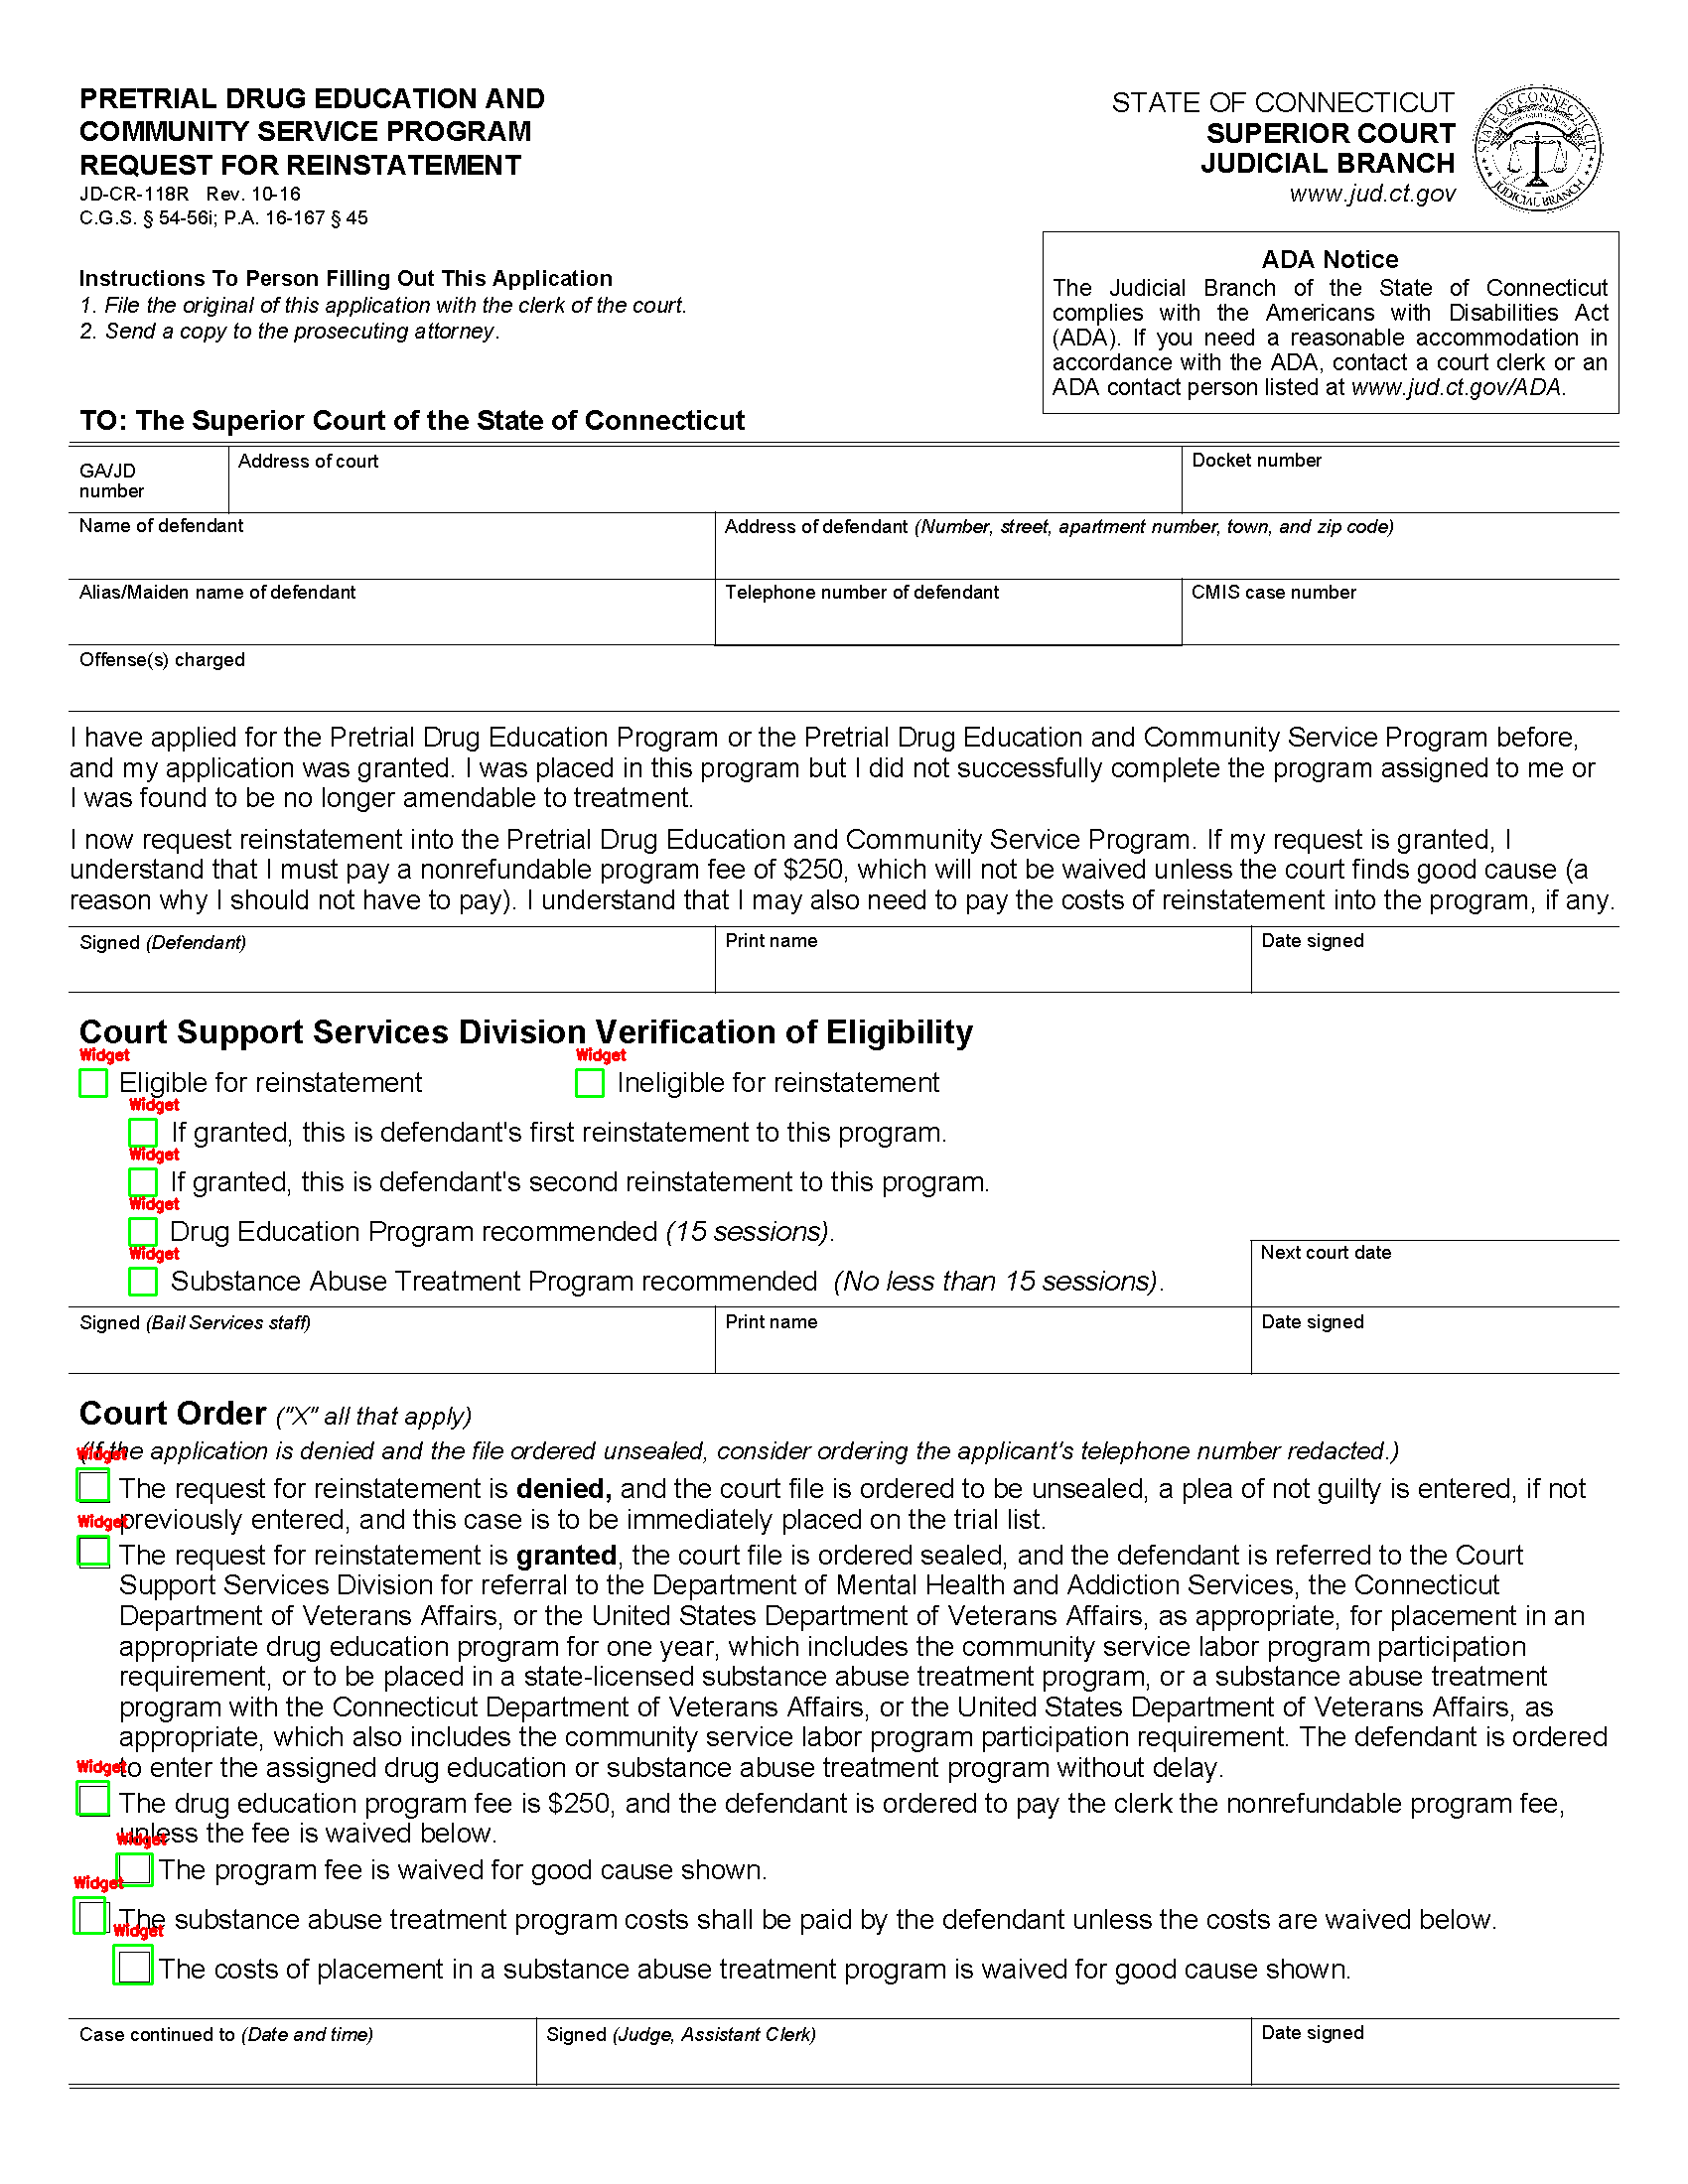 PRETRIAL DRUG EDUCATION AND
COMMUNITY SERVICE PROGRAM
REQUEST FOR REINSTATEMENT
JD-CR-118R Rev. 10-16
C.G.S. § 54-56i; P.A. 16-167 § 45
STATE OF CONNECTICUT
SUPERIOR COURT
JUDICIAL BRANCH
www.jud.ct.gov
STATE OF CONNECTICUT
JUDICIAL BRANCH
Instructions To Person Filling Out This Application
1. File the original of this application with the clerk of the court.
2. Send a copy to the prosecuting attorney.
ADA Notice
The Judicial Branch of the State of Connecticut
complies with the Americans with Disabilities Act
(ADA). If you need a reasonable accommodation in
accordance with the ADA, contact a court clerk or an
ADA contact person listed at www.jud.ct.gov/ADA.
TO: The Superior Court of the State of Connecticut
GA/JD
number
Address of court
Docket number
Name of defendant
Address of defendant (Number, street, apartment number, town, and zip code)
Alias/Maiden name of defendant
Telephone number of defendant
CMIS case number
Offense(s) charged
I have applied for the Pretrial Drug Education Program or the Pretrial Drug Education and Community Service Program before,
and my application was granted. I was placed in this program but I did not successfully complete the program assigned to me or
I was found to be no longer amendable to treatment.
I now request reinstatement into the Pretrial Drug Education and Community Service Program. If my request is granted, I
understand that I must pay a nonrefundable program fee of $250, which will not be waived unless the court finds good cause (a
reason why I should not have to pay). I understand that I may also need to pay the costs of reinstatement into the program, if any.
Signed (Defendant)
Print name
Date signed
Court Support Services Division Verification of Eligibility
Widget
Widget
Eligible for reinstatement
Ineligible for reinstatement
Widget
If granted, this is defendant's first reinstatement to this program.
Widget
If granted, this is defendant's second reinstatement to this program.
Widget
Drug Education Program recommended (15 sessions).
Widget
Substance Abuse Treatment Program recommended (No less than 15 sessions).
Next court date
Signed (Bail Services staff)
Print name
Date signed
Court Order ("X" all that apply)
(If the application is denied and the file ordered unsealed, consider ordering the applicant's telephone number redacted.)
Widget
The request for reinstatement is denied, and the court file is ordered to be unsealed, a plea of not guilty is entered, if not
previously entered, and this case is to be immediately placed on the trial list.
Widget
The request for reinstatement is granted, the court file is ordered sealed, and the defendant is referred to the Court
Support Services Division for referral to the Department of Mental Health and Addiction Services, the Connecticut
Department of Veterans Affairs, or the United States Department of Veterans Affairs, as appropriate, for placement in an
appropriate drug education program for one year, which includes the community service labor program participation
requirement, or to be placed in a state-licensed substance abuse treatment program, or a substance abuse treatment
program with the Connecticut Department of Veterans Affairs, or the United States Department of Veterans Affairs, as
appropriate, which also includes the community service labor program participation requirement. The defendant is ordered
to enter the assigned drug education or substance abuse treatment program without delay.
Widget
The drug education program fee is $250, and the defendant is ordered to pay the clerk the nonrefundable program fee,
unless the fee is waived below.
Widget
The program fee is waived for good cause shown.
Widget
The substance abuse treatment program costs shall be paid by the defendant unless the costs are waived below.
Widget
The costs of placement in a substance abuse treatment program is waived for good cause shown.
Case continued to (Date and time)
Signed (Judge, Assistant Clerk)
Date signed